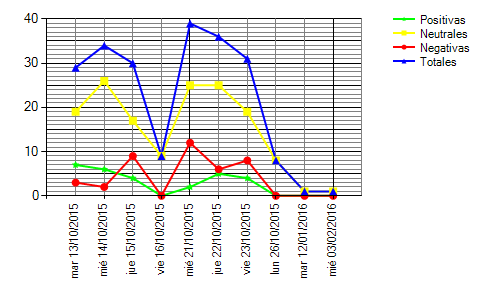 40
30
20
10
0
mar 13/10/2015
mié 14/10/2015
jue 15/10/2015
vie 16/10/2015
mié 21/10/2015
jue 22/10/2015
vie 23/10/2015
lun 26/10/2015
mar 12/01/2016
mié 03/02/2016
Positivas
Neutrales
Negativas
Totales